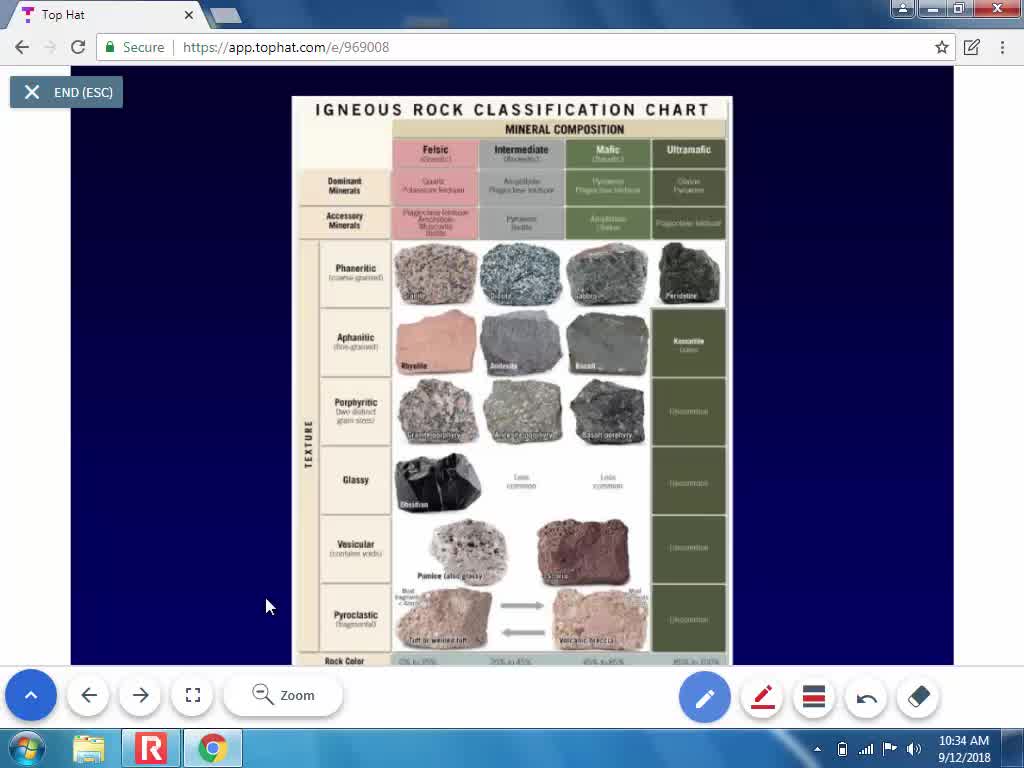 Top Hat
Secure
https://app.tophat.com/e/969008
END (ESC)
IGNEOUS ROCK CLASSIFICATION CHART
MINERAL COMPOSITION
Felsic
(Granitic)
Intermediate
(Andesitic)
Mafic
(Basaltic)
Ultramafic
Dominant
Minerals
Quartz
Potassium feldspar
Amphibole
Plagioclase feldspar
Pyroxene
Plagioclase feldspar
Olivine
Pyroxene
Accessory
Minerals
Plagioclase feldspar
Amphibole
Muscovite
Biotite
Pyroxene
Biotite
Amphibole
Olivine
Plagioclase feldspar
TEXTURE
Phaneritic
(coarse-grained)
Granite
Diorite
Gabbro
Peridotite
Aphanitic
(fine-grained)
Rhyolite
Andesite
Basalt
Komatiite
Porphyritic
(two distinct
grain sizes)
Granite porphyry
Andesite porphyry
Basalt porphyry
Uncommon
Glassy
Obsidian
Less
common
Less
common
Uncommon
Vesicular
(contains voids)
Pumice (also glassy)
Scoria
Uncommon
Pyroclastic
(fragmental)
Most
fragments
Tuff or welded tuff
Most
Volcanic breccia
Uncommon
Rock Color
0% to 25%
25% to 45%
45% to 85%
85% to 100%
Zoom
10:34 AM
9/12/2018